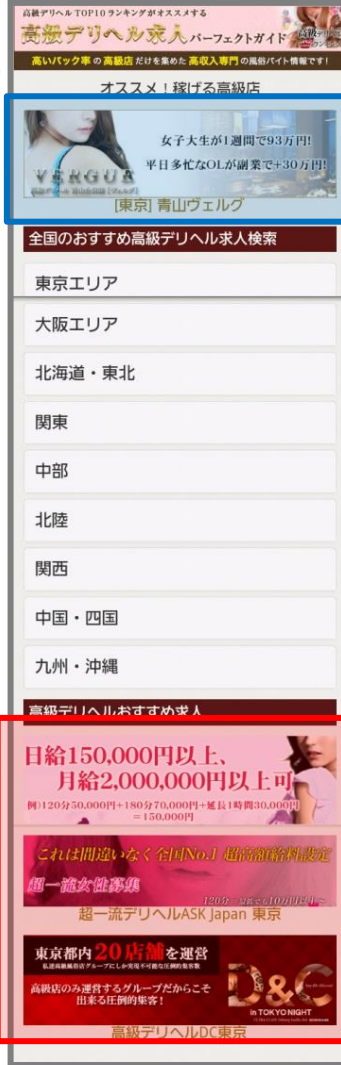 高級デリヘルTOP10ランキングがオススメする
高級デリヘル求人パーフェクトガイド
高いバック率の高級店だけを集めた高収入専門の風俗バイト情報です!
オススメ!稼げる高級店
女子大生が1週間で93万円!
平日多忙なOLが副業で+30万円!
VERGUE
[東京] 青山ヴェルグ
全国のおすすめ高級デリヘル求人検索
東京エリア
大阪エリア
北海道・東北
関東
中部
北陸
関西
中国・四国
九州・沖縄
高級デリヘルおすすめ求人
日給150,000円以上、
月給2,000,000円以上可
例)120分50,000円+180分70,000円+延長1時間30,000円
=150,000円
これは間違いなく全国No.1 超高額給料設定
超一流女性募集
超一流デリヘルASK Japan 東京
東京都内20店舗を運営
高級店のみ運営するグループだからこそ
出来る圧倒的集客!
D&C
in TOKYO NIGHT
高級デリヘルDC東京